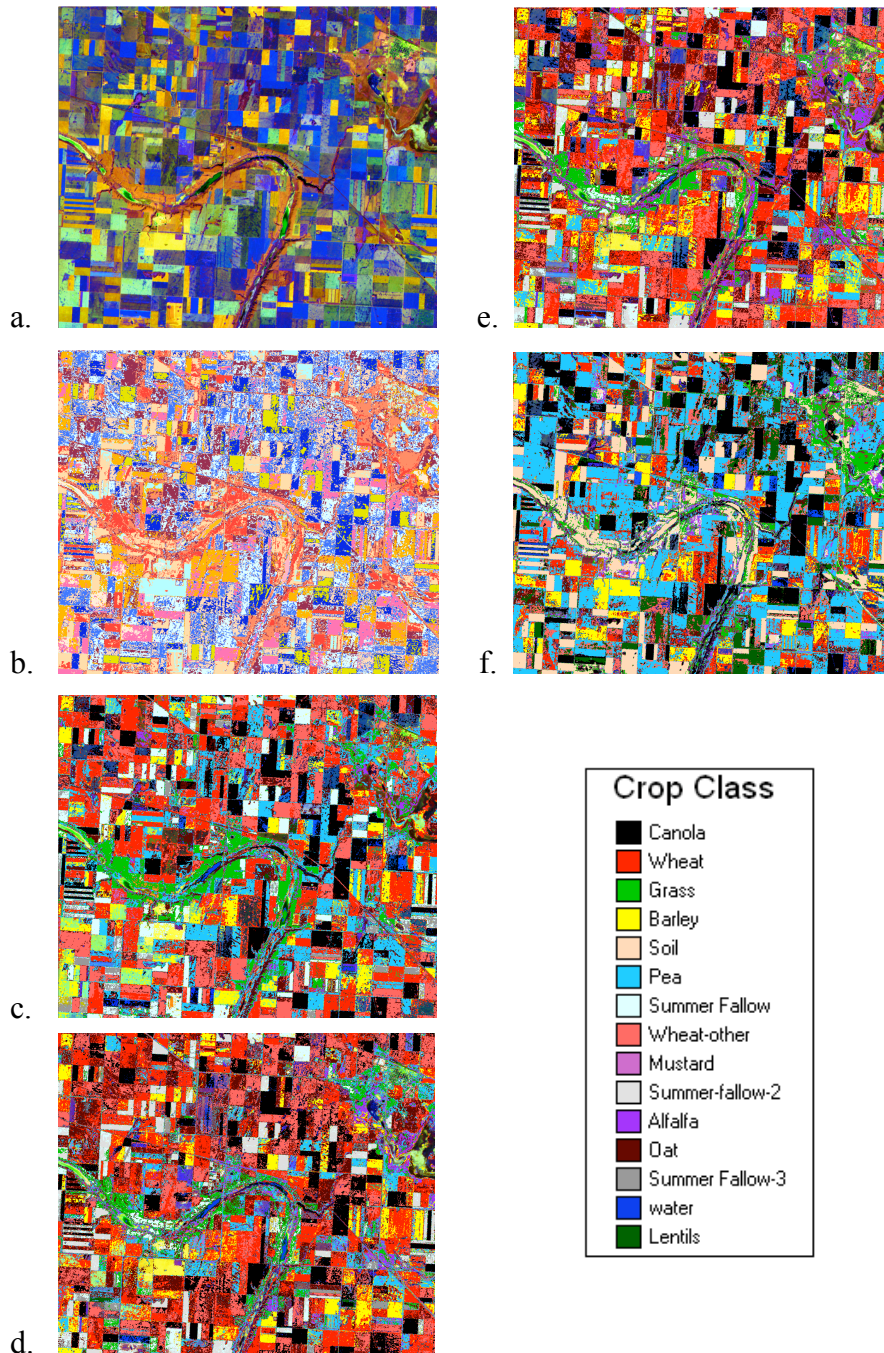 a.
e.
b.
f.
c.
d.
Crop Class
Canola
Wheat
Grass
Barley
Soil
Pea
Summer Fallow
Wheat-other
Mustard
Summer-fallow-2
Alfalfa
Oat
Summer Fallow-3
water
Lentils